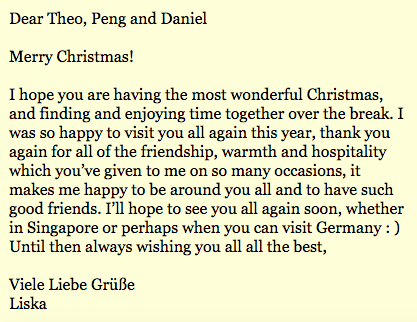 Dear Theo, Peng and Daniel
Merry Christmas!
I hope you are having the most wonderful Christmas,
and finding and enjoying time together over the break. I
was so happy to visit you all again this year, thank you
again for all of the friendship, warmth and hospitality
which you’ve given to me on so many occasions, it
makes me happy to be around you all and to have such
good friends. I’ll hope to see you all again soon, whether
in Singapore or perhaps when you can visit Germany : )
Until then always wishing you all all the best,
Viele Liebe Grüße
Liska